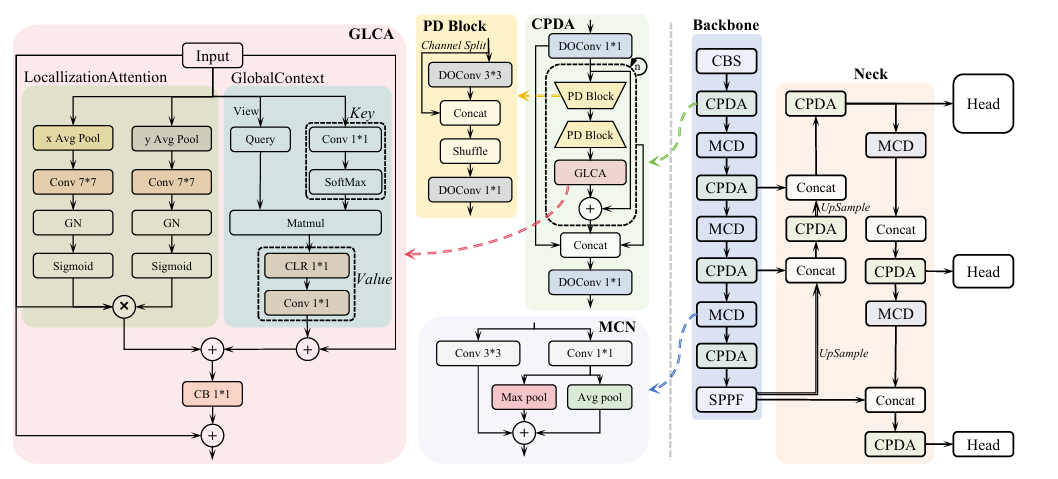 GLCA
Input
LocallizationAttention
GlobalContext
x Avg Pool
y Avg Pool
Conv 7*7
Conv 7*7
GN
GN
Sigmoid
Sigmoid
×
View
Key
Query
Conv 1*1
SoftMax
Matmul
CLR 1*1
Conv 1*1
Value
+
+
CB 1*1
+
PD Block
Channel Split
DOConv 3*3
Concat
Shuffle
DOConv 1*1
CPDA
DOConv 1*1
n
PD Block
PD Block
GLCA
+
Concat
DOConv 1*1
MCN
Conv 3*3
Conv 1*1
Max pool
Avg pool
+
Backbone
CBS
CPDA
MCD
CPDA
MCD
CPDA
MCD
CPDA
SPPF
Neck
CPDA
Concat
UpSample
CPDA
Concat
UpSample
MCD
Concat
CPDA
MCD
Concat
CPDA
Head
Head
Head